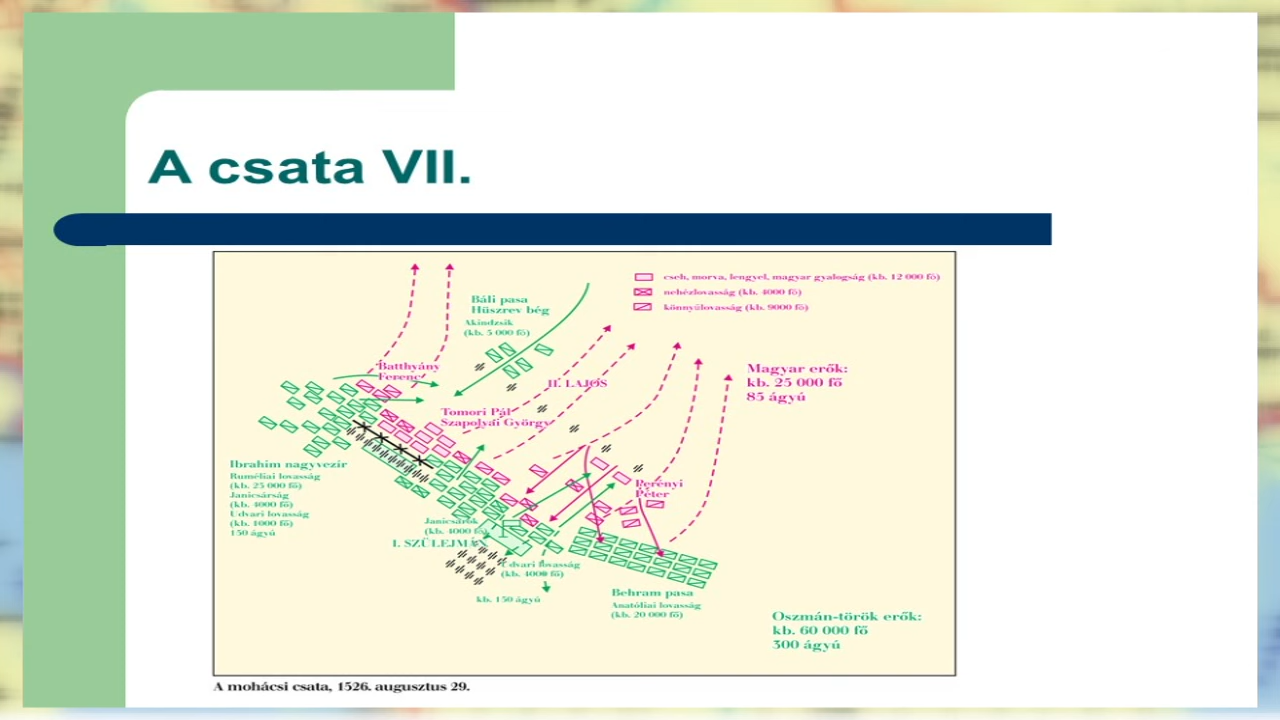 A csata VII.
cseh, morva, lengyel, magyar gyalogság (kb. 12 000 fő)
nehézlovasság (kb. 4000 fő)
könnyűlovasság (kb. 9000 fő)
Báli pasa
Hüszrev bég
Akindzsik
(kb. 5 000 fő)
Batthyány
Ferenc
II. LAJOS
Magyar erők:
kb. 25 000 fő
85 ágyú
Tomori Pál
Szapolyai György
Ibrahim nagyvezír
Ruméliai lovasság
(kb. 25 000 fő)
Janicsárság
(kb. 4000 fő)
Udvari lovasság
(kb. 1000 fő)
150 ágyú
Perényi
Péter
Janicsárok
(kb. 4000 fő)
I. SZÜLEJMÁN
Udvari lovasság
(kb. 4000 fő)
kb. 150 ágyú
Behram pasa
Anatóliai lovasság
(kb. 20 000 fő)
Oszmán-török erők:
kb. 60 000 fő
300 ágyú
A mohácsi csata, 1526. augusztus 29.